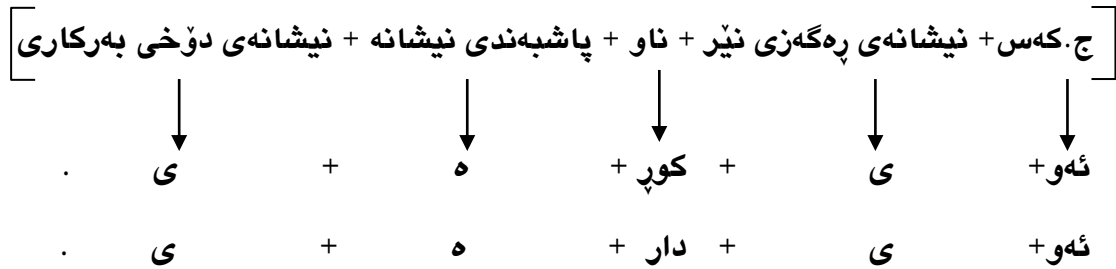 [ج.کەس+ نیشانەی ڕەگەزی نێر + ناو + پاشبەندی نیشانە + نیشانەی دۆخی بەرکاری]
ئەو+ ی + کوڕ + ە + ی .
ئەو+ ی + دار + ە + ی .